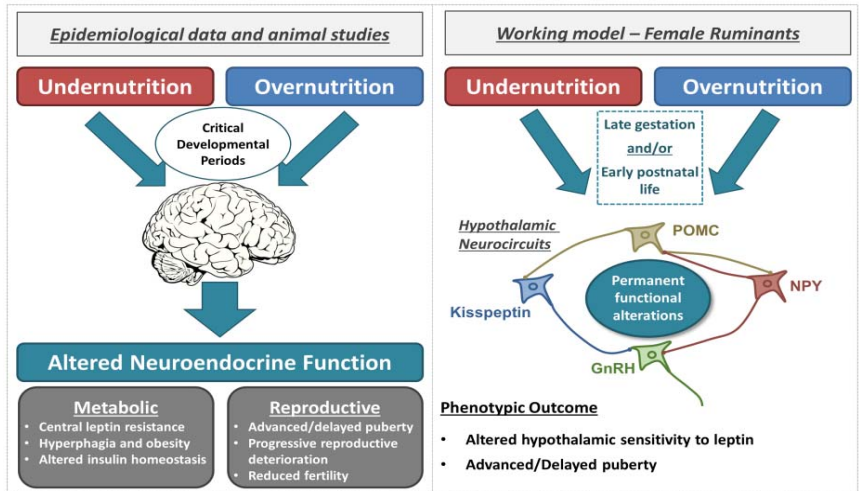 Epidemiological data and animal studies
Undernutrition
Overnutrition
Critical
Developmental
Periods
Altered Neuroendocrine Function
Metabolic
• Central leptin resistance
• Hyperphagia and obesity
• Altered insulin homeostasis
Reproductive
• Advanced/delayed puberty
• Progressive reproductive
deterioration
• Reduced fertility
Working model – Female Ruminants
Undernutrition
Overnutrition
Late gestation
and/or
Early postnatal
life
Hypothalamic
Neurocircuits
POMC
Kisspeptin
Permanent
functional
alterations
NPY
GnRH
Phenotypic Outcome
• Altered hypothalamic sensitivity to leptin
• Advanced/Delayed puberty